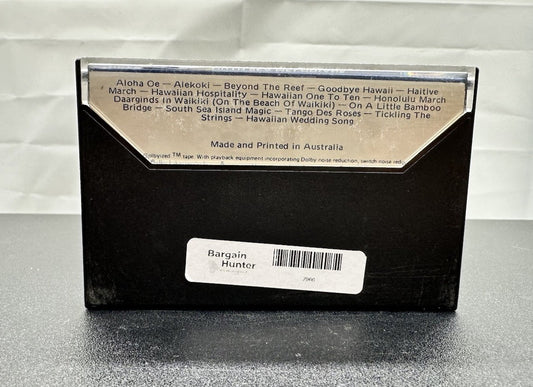 Aloha Oe — Alekoki — Beyond The Reef — Goodbye Hawaii — Haitive
March — Hawaiian Hospitality — Hawaiian One To Ten — Honolulu March
Daarginds In Waikiki (On The Beach Of Waikiki) — On A Little Bamboo
Bridge — South Sea Island Magic — Tango Des Roses — Tickling The
Strings — Hawaiian Wedding Song
Made and Printed in Australia
Dolbyized TM tape. With playback equipment incorporating Dolby noise reduction, switch noise red
Bargain
Hunter